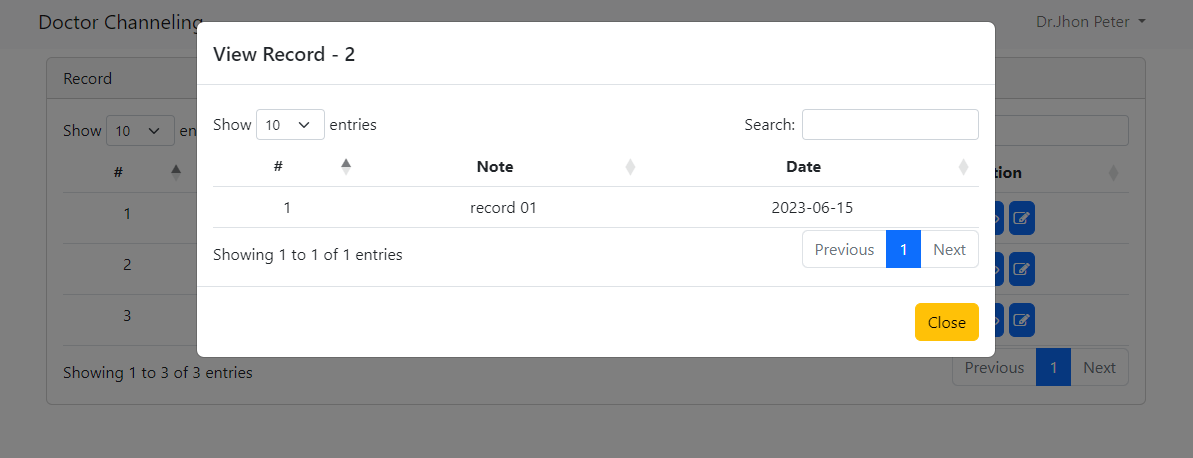 Doctor Channeling
Dr.Jhon Peter
View Record - 2
Record
Show 10 entries
Search:
# Note Date
1 record 01 2023-06-15
Showing 1 to 1 of 1 entries
Previous 1 Next
Close
Show 10 en
# tion
1
2
3
Showing 1 to 3 of 3 entries
Previous 1 Next